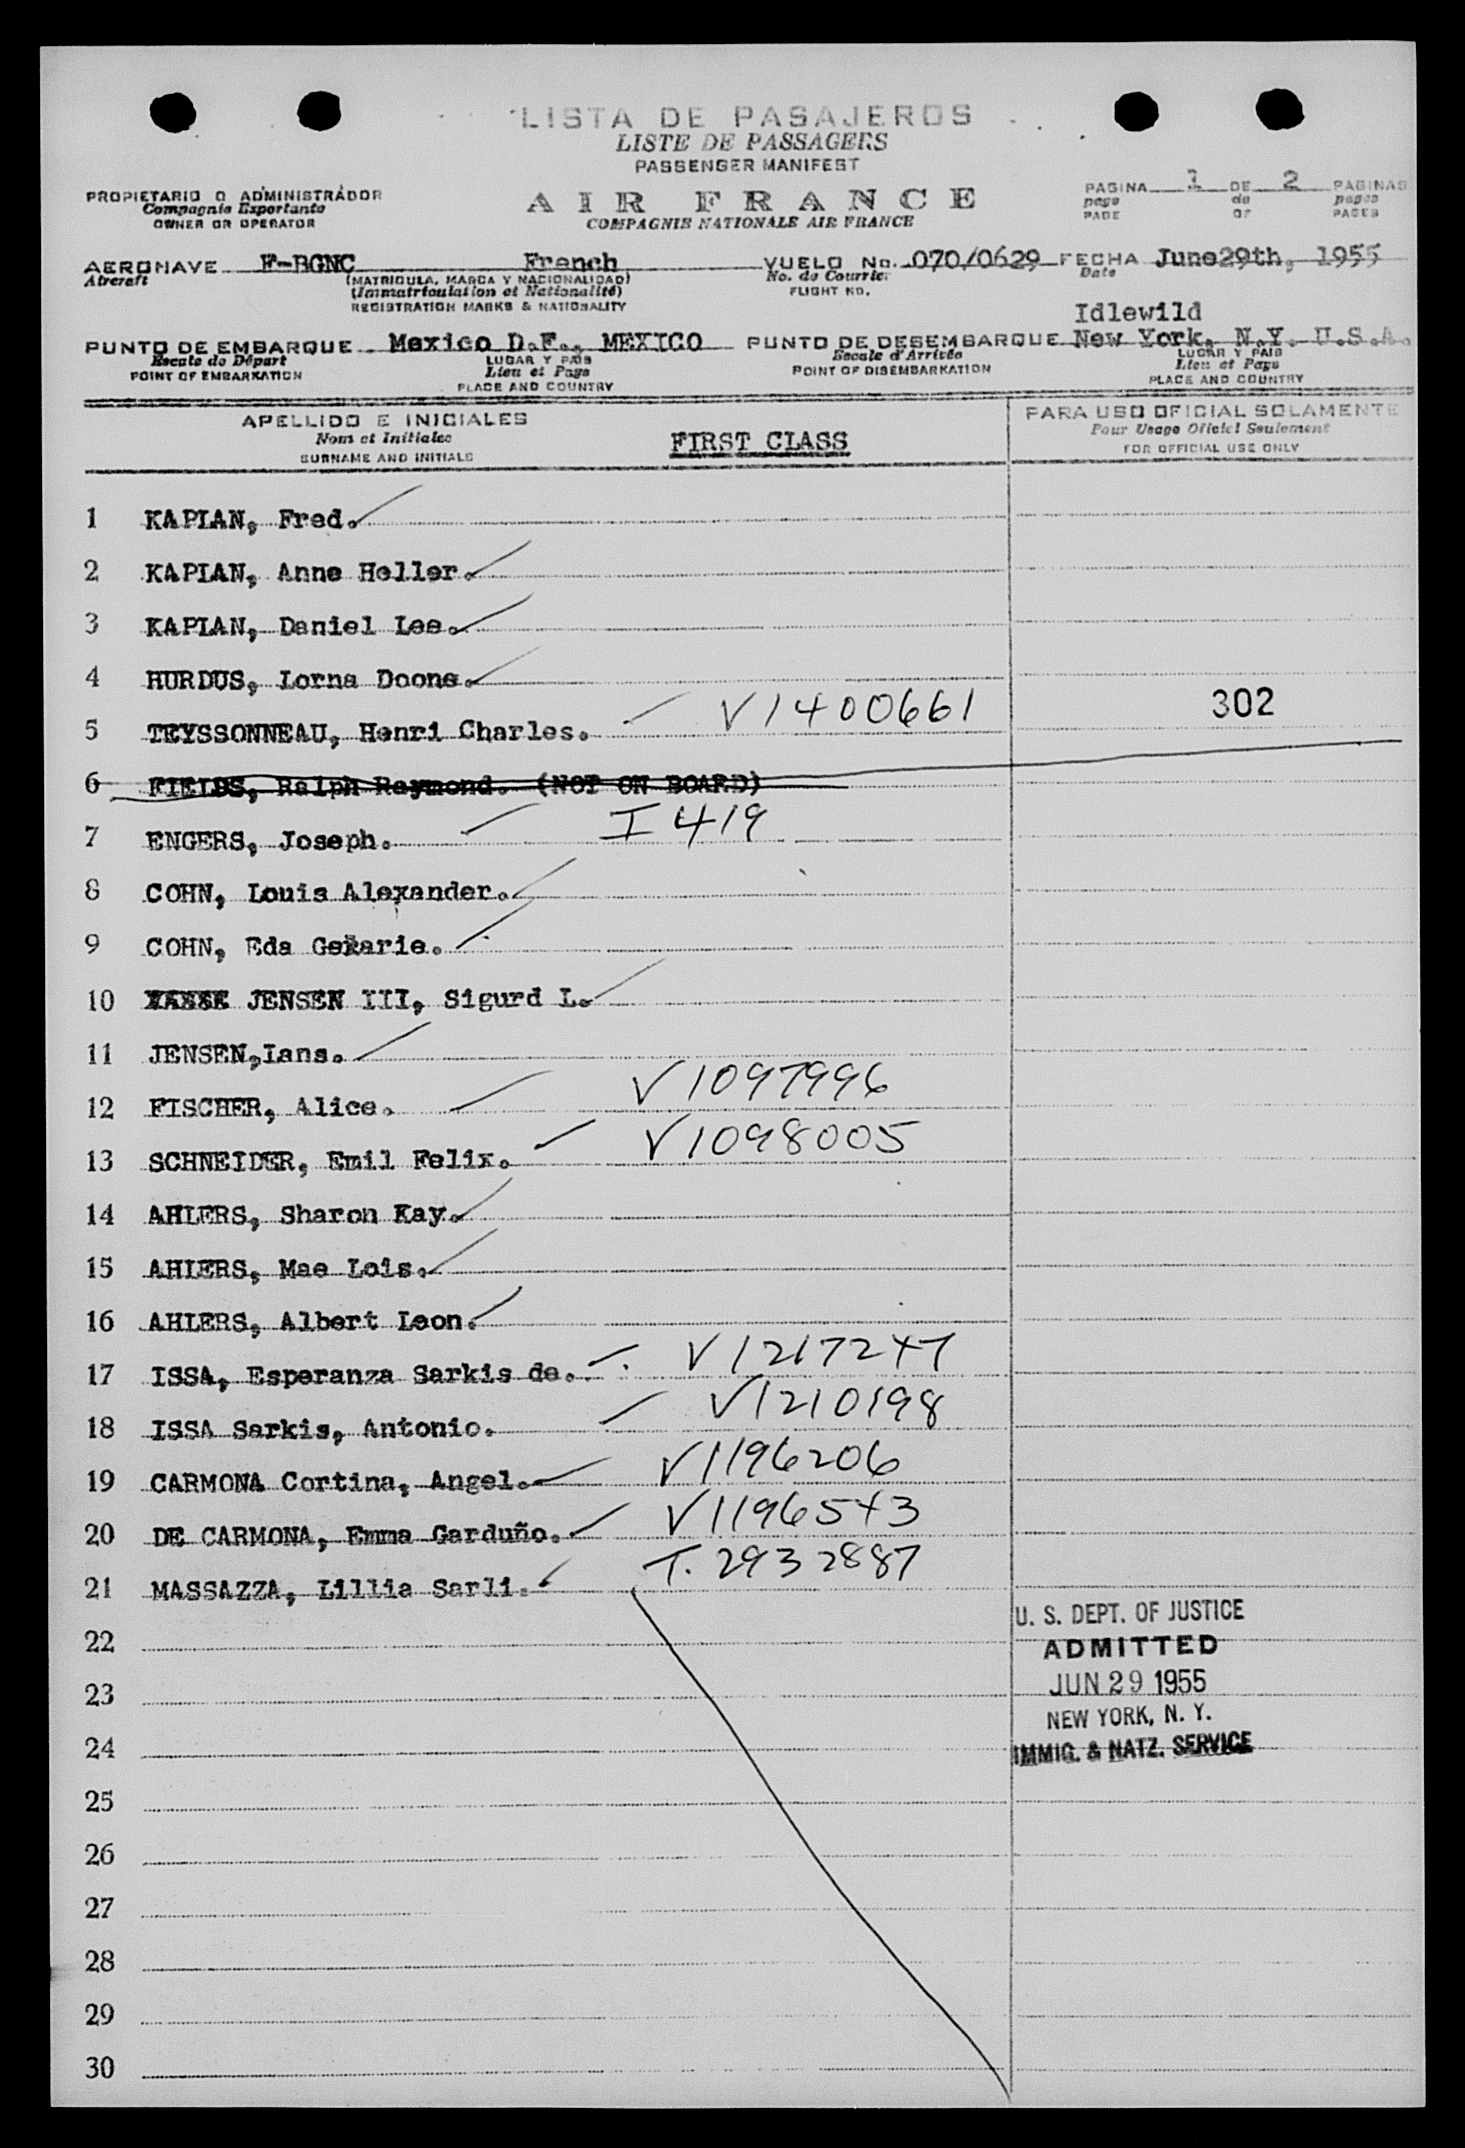 LISTA DE PASAJEROS
LISTE DE PASSAGERS
PASSENGER MANIFEST
PROPIETARIO O ADMINISTRADOR
Compagnie Exportante
OWNER OR OPERATOR
AIR FRANCE
COMPAGNIE NATIONALE AIR FRANCE
PAGINA 1 DE 2 PAGINAS
page de pages
PAGE OF PAGES
AERONAVE F-BGNC French VUELO No. 070/0629 FECHA June29th, 1955
Aircraft (MATRICULA, MARCA Y NACIONALIDAD) No. de Courrier Date
(Immatriculation et Nationalité) FLIGHT NO.
REGISTRATION MARKS & NATIONALITY
Idlewild
PUNTO DE EMBARQUE Mexico D.F., MEXICO PUNTO DE DESEMBARQUE New York, N.Y. U.S.A.
Escale de Départ LUGAR Y PAIS Escale d'Arrivée LUGAR Y PAIS
POINT OF EMBARKATION Lieu et Pays POINT OF DISEMBARKATION Lieu et Pays
PLACE AND COUNTRY PLACE AND COUNTRY
APELLIDO E INICIALES PARA USO OFICIAL SOLAMENTE
Nom et Initiales FIRST CLASS Pour Usage Officiel Seulement
SURNAME AND INITIALS FOR OFFICIAL USE ONLY
1 KAPLAN, Fred.
2 KAPLAN, Anne Heller.
3 KAPLAN, Daniel Lee.
4 HURDUS, Lorna Doone.
5 TEYSSONNEAU, Henri Charles. V1400661 302
6 FIELDS, Ralph Raymond. (NOT ON BOARD)
7 ENGERS, Joseph. I 419
8 COHN, Louis Alexander.
9 COHN, Eda
10 JENSEN III, Sigurd L.
11 JENSEN,Lans.
12 FISCHER, Alice. V1097996
13 SCHNEIDER, Emil Felix. V1098005
14 AHLERS, Sharon Kay.
15 AHLERS, Mae Lois.
16 AHLERS, Albert Leon.
17 ISSA, Esperanza Sarkis de. V1217247
18 ISSA Sarkis, Antonio. V1210198
19 CARMONA Cortina, Angel. V1196206
20 DE CARMONA, Emma Garduño. V1196543
21 MASSAZZA, Lillia Sarli. T. 2932887
U. S. DEPT. OF JUSTICE
22
ADMITTED
23
JUN 29 1955
NEW YORK, N. Y.
24
IMMIG. & NATZ. SERVICE
25
26
27
28
29
30